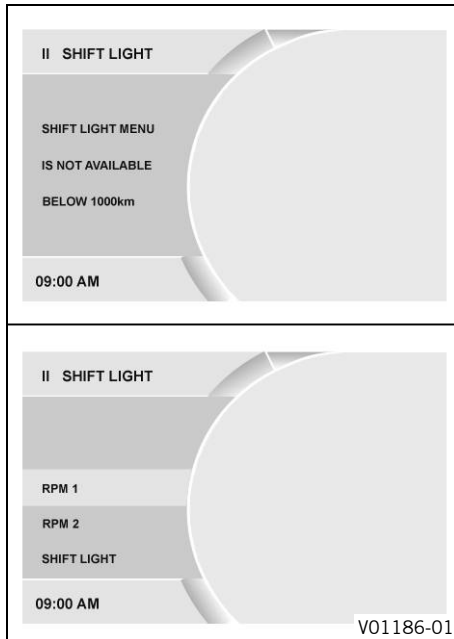 II SHIFT LIGHT
SHIFT LIGHT MENU
IS NOT AVAILABLE
BELOW 1000km
09:00 AM
II SHIFT LIGHT
RPM 1
RPM 2
SHIFT LIGHT
09:00 AM
V01186-01